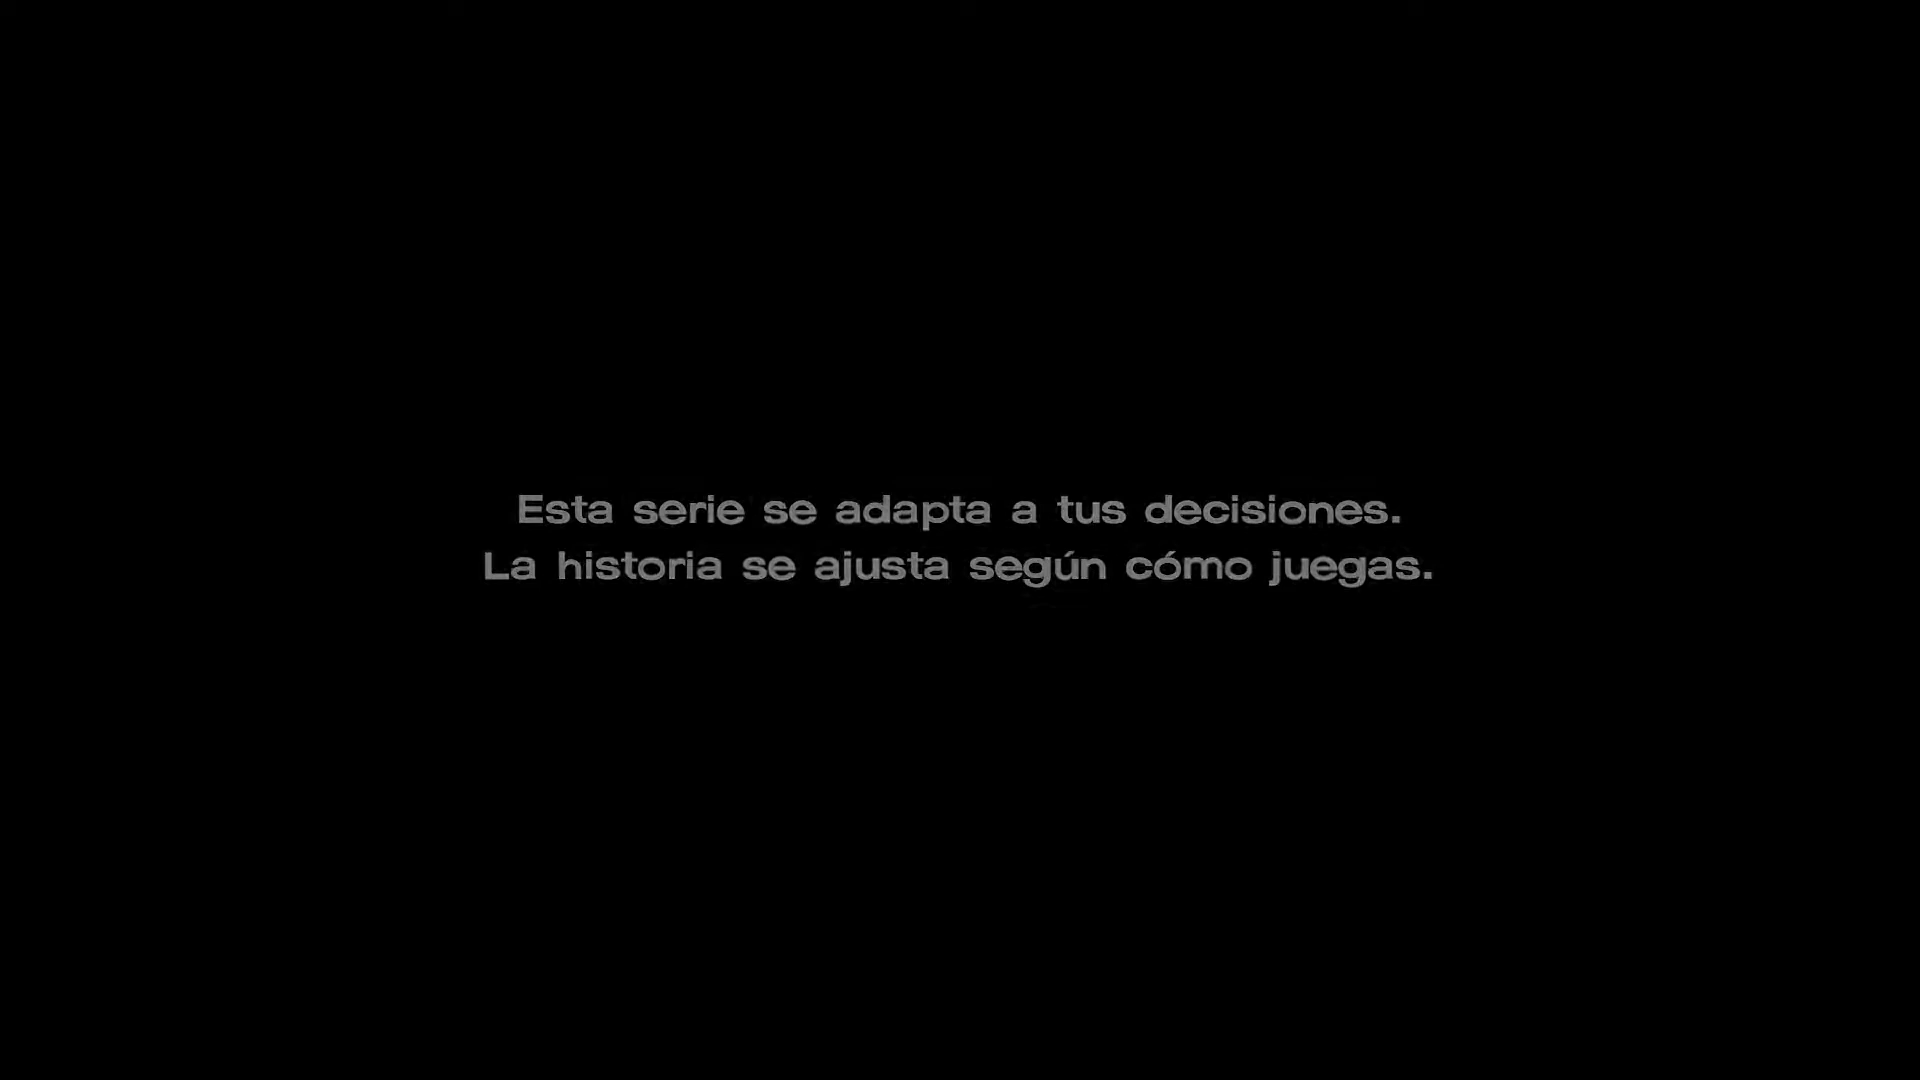 Esta serie se adapta a tus decisiones.
La historia se ajusta según cómo juegas.